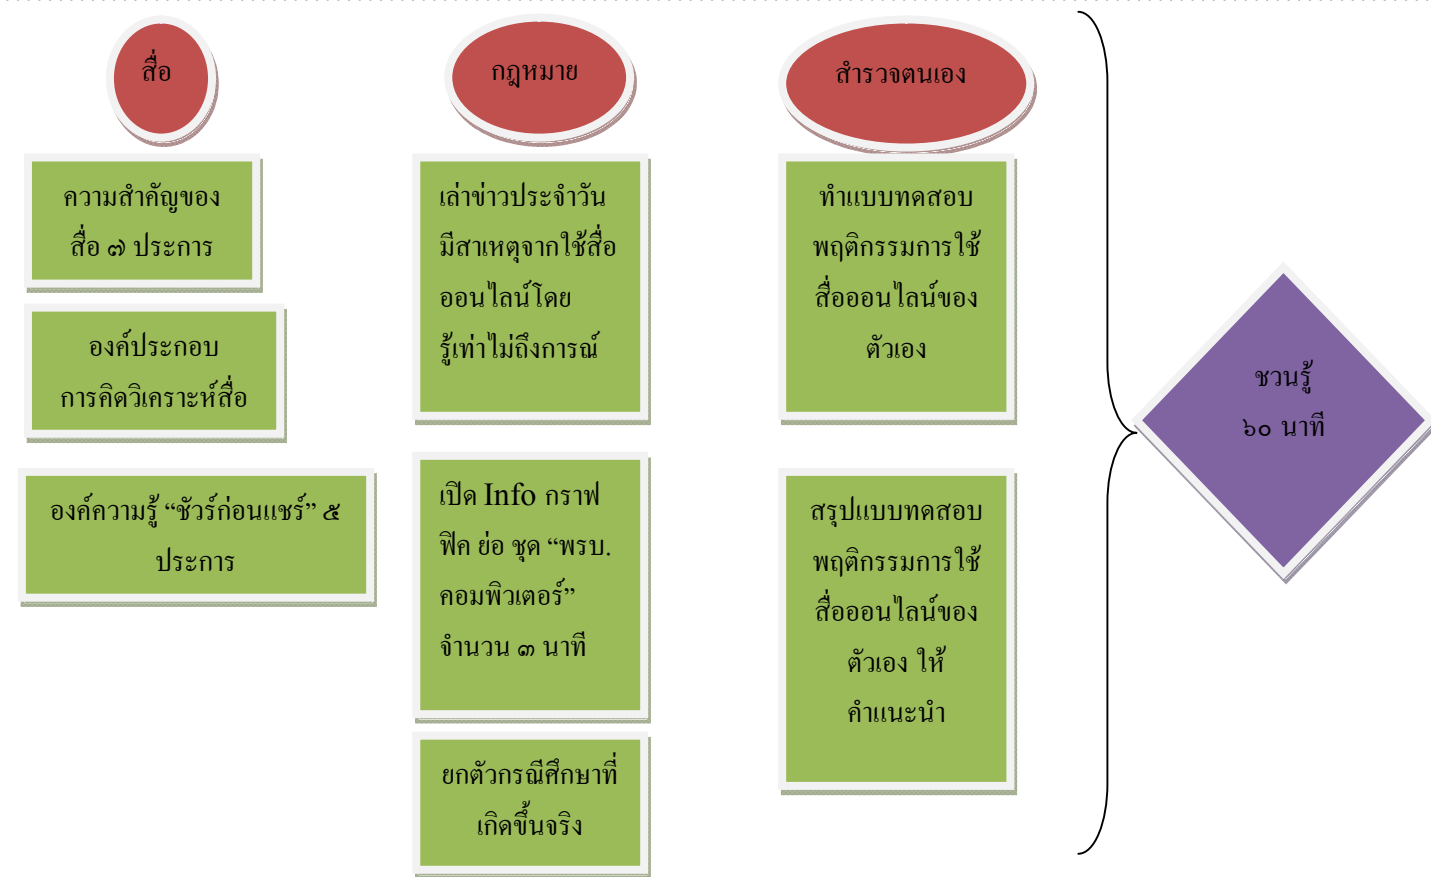 สื่อ
ความสำคัญของ
สื่อ ๗ ประการ
องค์ประกอบ
การคิดวิเคราะห์สื่อ
องค์ความรู้ “ชัวร์ก่อนแชร์” ๕
ประการ
กฎหมาย
เล่าข่าวประจำวัน
มีสาเหตุจากใช้สื่อ
ออนไลน์โดย
รู้เท่าไม่ถึงการณ์
เปิด Info กราฟ
ฟิค ย่อ ชุด “พรบ.
คอมพิวเตอร์”
จำนวน ๓ นาที
ยกตัวกรณีศึกษาที่
เกิดขึ้นจริง
สำรวจตนเอง
ทำแบบทดสอบ
พฤติกรรมการใช้
สื่อออนไลน์ของ
ตัวเอง
สรุปแบบทดสอบ
พฤติกรรมการใช้
สื่อออนไลน์ของ
ตัวเอง ให้
คำแนะนำ
ชวนรู้
๖๐ นาที